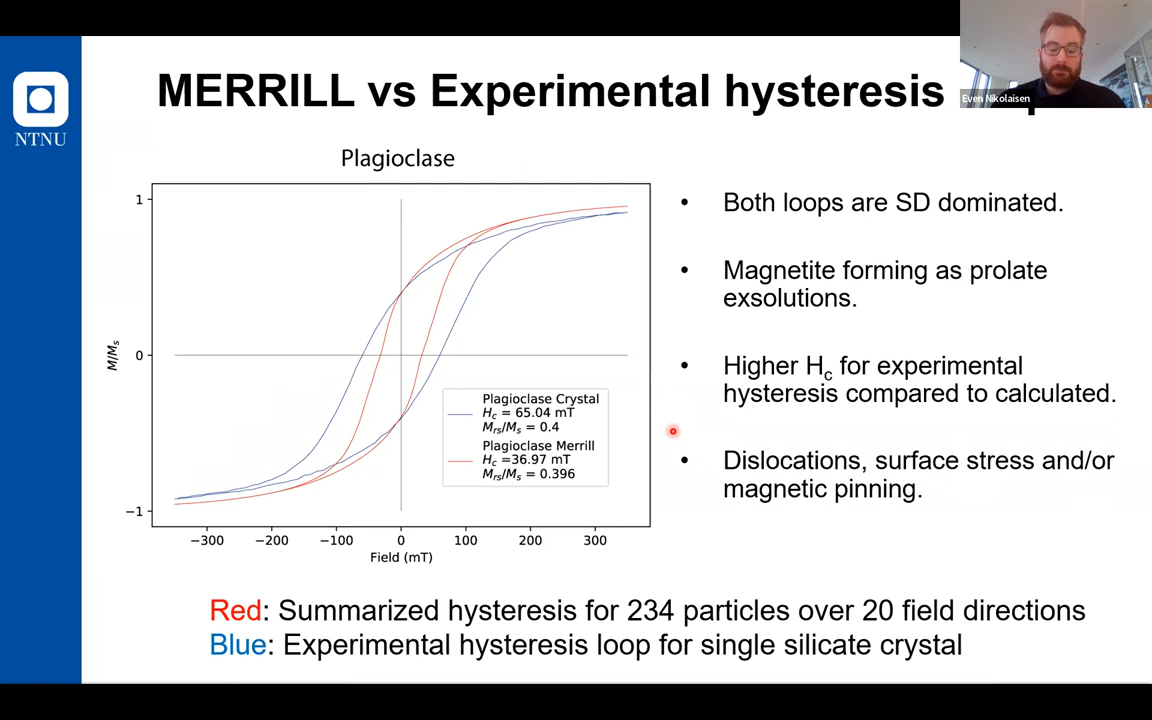 MERRILL vs Experimental hysteresis
Even Nikolaisen
NTNU
Plagioclase
1
0
−1
M/Ms
−300
−200
−100
0
100
200
300
Field (mT)
Plagioclase Crystal
Hc = 65.04 mT
Mrs/Ms = 0.4
Plagioclase Merrill
Hc =36.97 mT
Mrs/Ms = 0.396
• Both loops are SD dominated.
• Magnetite forming as prolate
exsolutions.
• Higher Hc for experimental
hysteresis compared to calculated.
• Dislocations, surface stress and/or
magnetic pinning.
Red: Summarized hysteresis for 234 particles over 20 field directions
Blue: Experimental hysteresis loop for single silicate crystal